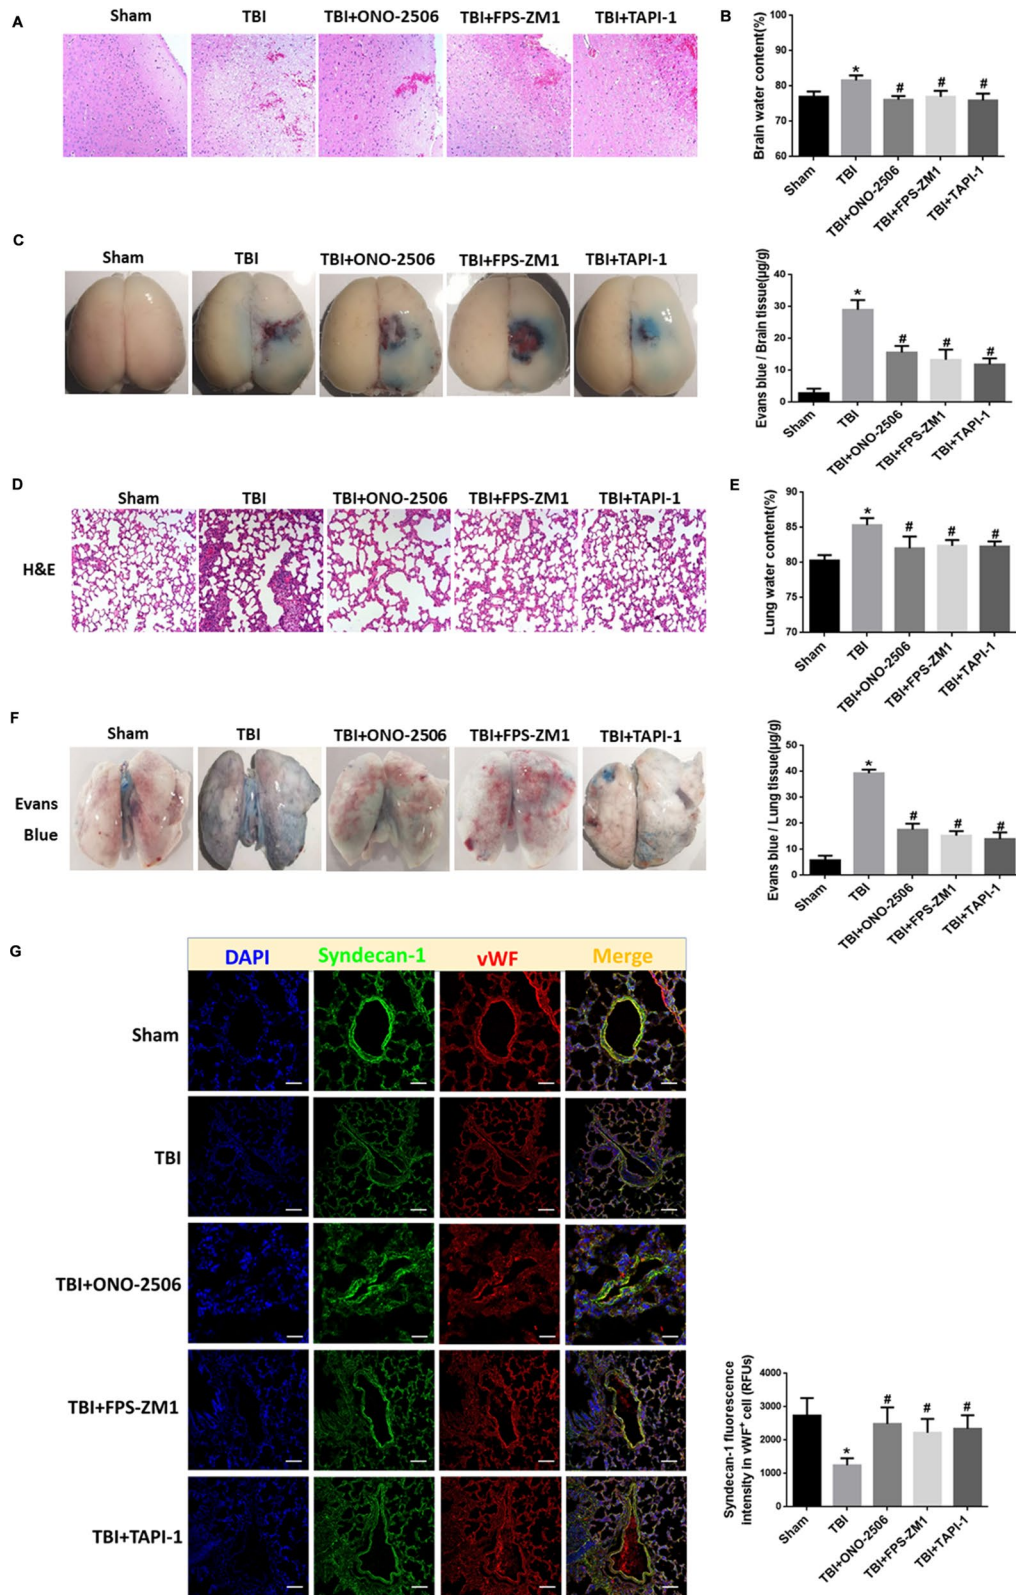 A
Sham TBI TBI+ONO-2506 TBI+FPS-ZM1 TBI+TAPI-1
B
Brain water content(%)
100
90
80
70
60
* # # #
Sham TBI TBI+ONO-2506 TBI+FPS-ZM1 TBI+TAPI-1
C
Sham TBI TBI+ONO-2506 TBI+FPS-ZM1 TBI+TAPI-1
Evans blue / Brain tissue(µg/g)
40
30
20
10
0
* # # #
Sham TBI TBI+ONO-2506 TBI+FPS-ZM1 TBI+TAPI-1
D
Sham TBI TBI+ONO-2506 TBI+FPS-ZM1 TBI+TAPI-1
H&E
E
Lung water content(%)
90
85
80
75
70
* # # #
Sham TBI TBI+ONO-2506 TBI+FPS-ZM1 TBI+TAPI-1
F
Sham TBI TBI+ONO-2506 TBI+FPS-ZM1 TBI+TAPI-1
Evans
Blue
Evans blue / Lung tissue(µg/g)
50
40
30
20
10
0
* # # #
Sham TBI TBI+ONO-2506 TBI+FPS-ZM1 TBI+TAPI-1
G
DAPI Syndecan-1 vWF Merge
Sham
TBI
TBI+ONO-2506
TBI+FPS-ZM1
TBI+TAPI-1
Syndecan-1 fluorescence
intensity in vWF⁺ cell (RFUs)
4000
3000
2000
1000
0
* # # #
Sham TBI TBI+ONO-2506 TBI+FPS-ZM1 TBI+TAPI-1